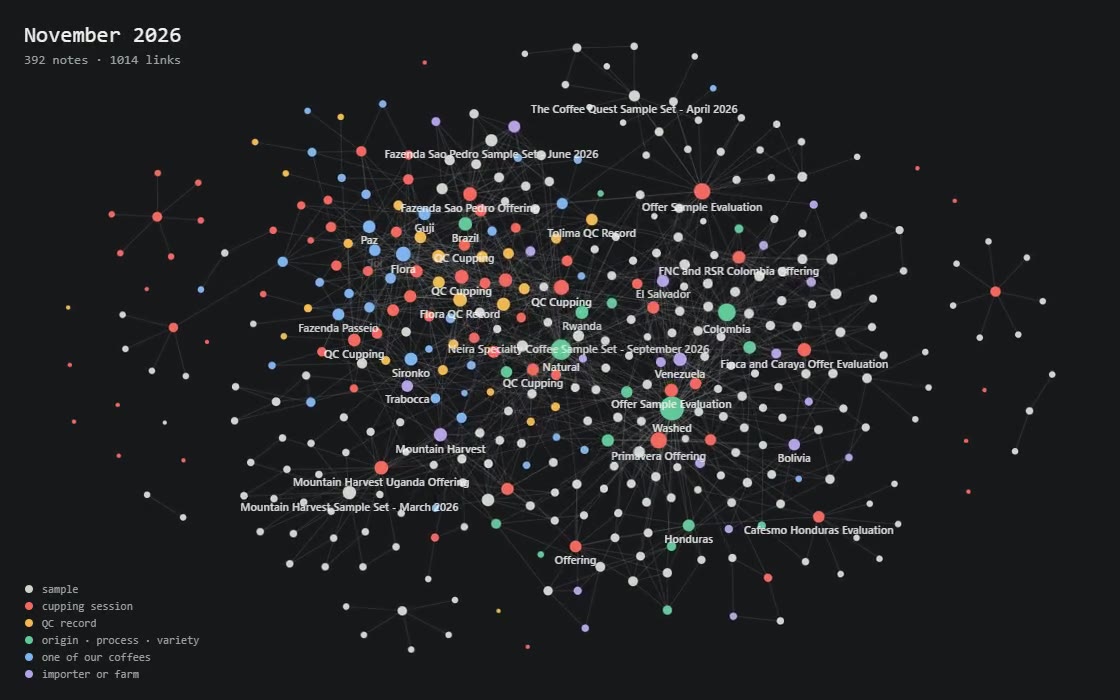 November 2026
392 notes · 1014 links
The Coffee Quest Sample Set - April 2026
Fazenda Sao Pedro Sample Set - June 2026
Fazenda Sao Pedro Offering
Offer Sample Evaluation
Guji
Tolima QC Record
Paz
Brazil
QC Cupping
Flora
FNC and RSR Colombia Offering
QC Cupping
El Salvador
QC Cupping
Flora QC Record
Rwanda
Fazenda Passeio
Colombia
Neira Specialty Coffee Sample Set - September 2026
QC Cupping
Natural
Finca and Caraya Offer Evaluation
Sironko
Venezuela
QC Cupping
Trabocca
Offer Sample Evaluation
Washed
Mountain Harvest
Primavera Offering
Bolivia
Mountain Harvest Uganda Offering
Mountain Harvest Sample Set - March 2026
Cafesmo Honduras Evaluation
Honduras
Offering
sample
cupping session
QC record
origin · process · variety
one of our coffees
importer or farm